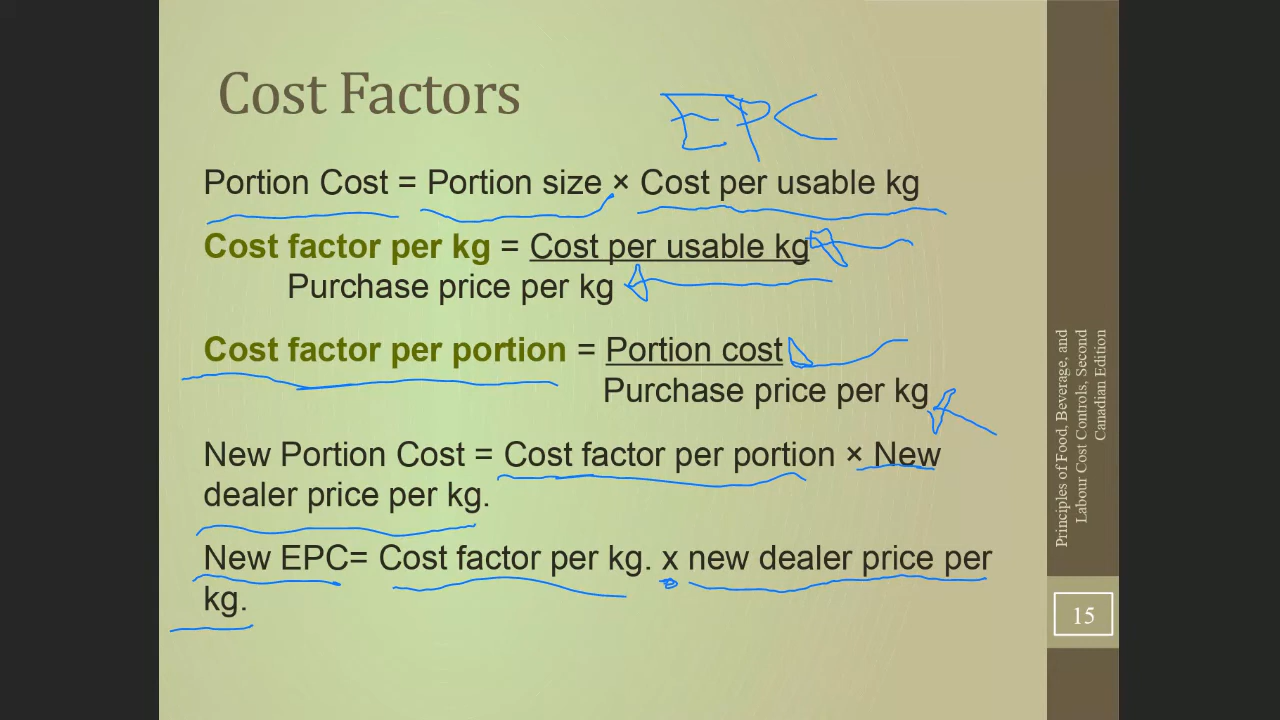 Cost Factors
EPC
Portion Cost = Portion size × Cost per usable kg
Cost factor per kg = Cost per usable kg
Purchase price per kg
Cost factor per portion = Portion cost
Purchase price per kg
New Portion Cost = Cost factor per portion × New
dealer price per kg.
New EPC= Cost factor per kg. x new dealer price per
kg.
Principles of Food, Beverage, and
Labour Cost Controls, Second
Canadian Edition
15